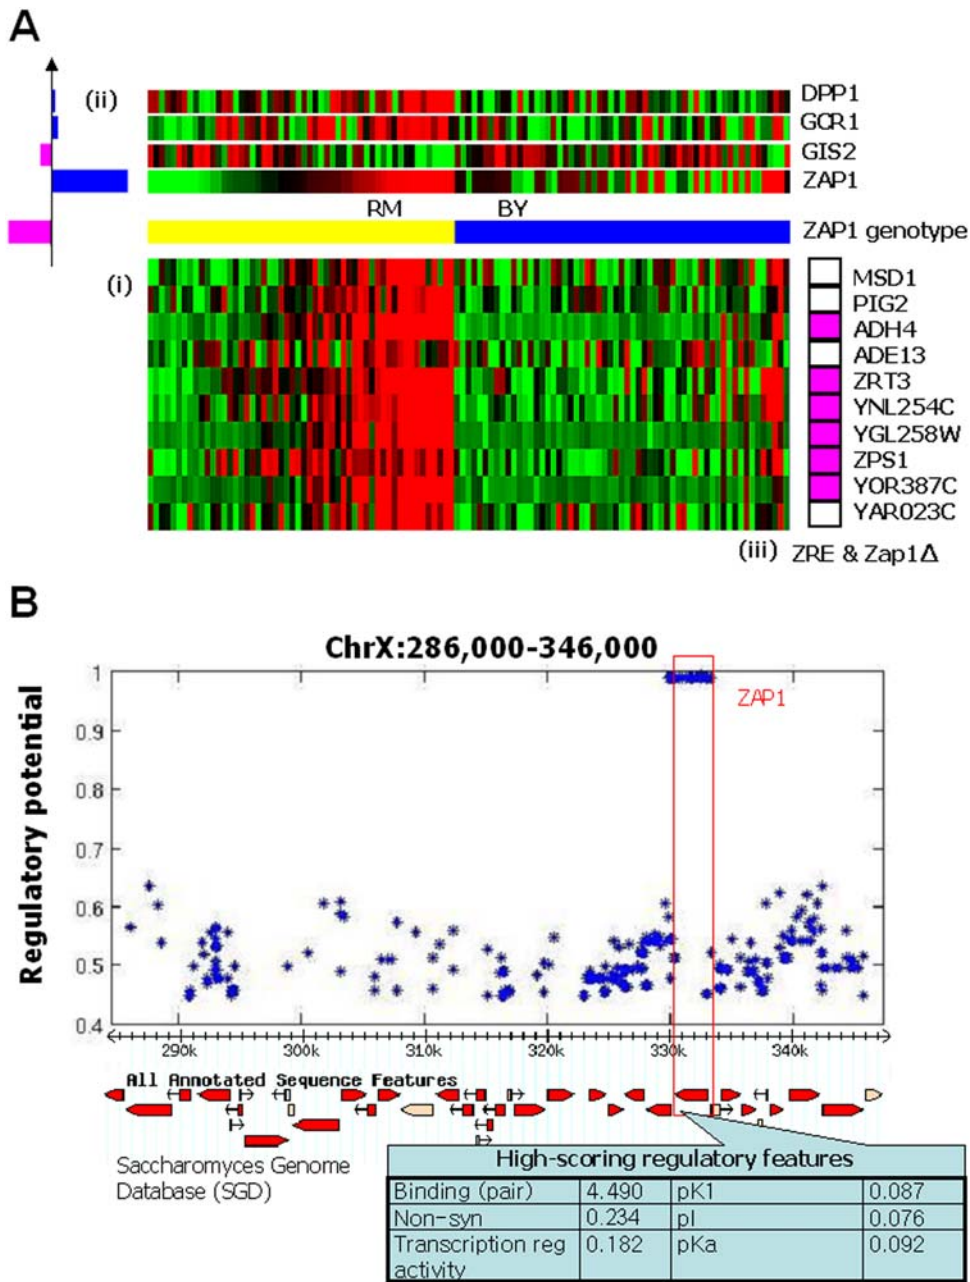 A
(ii)
DPP1
GCR1
GIS2
ZAP1
RM BY
ZAP1 genotype
(i)
MSD1
PIG2
ADH4
ADE13
ZRT3
YNL254C
YGL258W
ZPS1
YOR387C
YAR023C
(iii) ZRE & Zap1Δ
B
ChrX:286,000-346,000
Regulatory potential
1
0.9
0.8
0.7
0.6
0.5
0.4
ZAP1
290k 300k 310k 320k 330k 340k
All Annotated Sequence Features
Saccharomyces Genome
Database (SGD)
High-scoring regulatory features
Binding (pair) 4.490 pK1 0.087
Non-syn 0.234 pI 0.076
Transcription reg activity 0.182 pKa 0.092